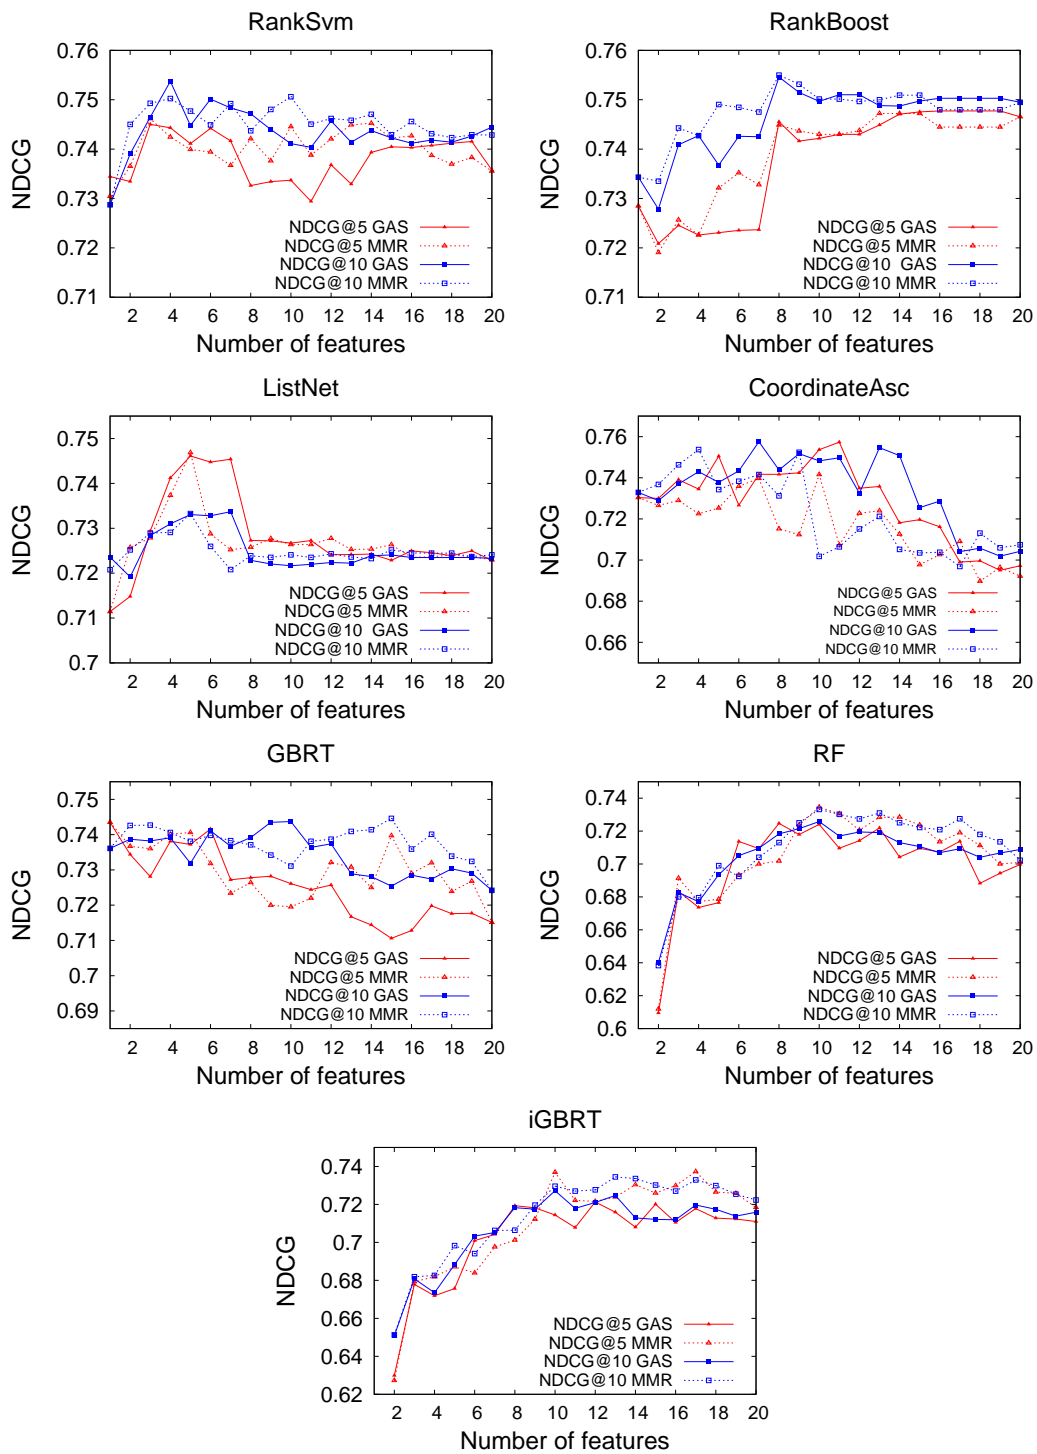 RankSvm
0.76
0.75
0.74
0.73
0.72
0.71
NDCG
NDCG@5 GAS
NDCG@5 MMR
NDCG@10 GAS
NDCG@10 MMR
2 4 6 8 10 12 14 16 18 20
Number of features
RankBoost
0.76
0.75
0.74
0.73
0.72
0.71
NDCG
NDCG@5 GAS
NDCG@5 MMR
NDCG@10 GAS
NDCG@10 MMR
2 4 6 8 10 12 14 16 18 20
Number of features
ListNet
0.75
0.74
0.73
0.72
0.71
0.7
NDCG
NDCG@5 GAS
NDCG@5 MMR
NDCG@10 GAS
NDCG@10 MMR
2 4 6 8 10 12 14 16 18 20
Number of features
CoordinateAsc
0.76
0.74
0.72
0.7
0.68
0.66
NDCG
NDCG@5 GAS
NDCG@5 MMR
NDCG@10 GAS
NDCG@10 MMR
2 4 6 8 10 12 14 16 18 20
Number of features
GBRT
0.75
0.74
0.73
0.72
0.71
0.7
0.69
NDCG
NDCG@5 GAS
NDCG@5 MMR
NDCG@10 GAS
NDCG@10 MMR
2 4 6 8 10 12 14 16 18 20
Number of features
RF
0.74
0.72
0.7
0.68
0.66
0.64
0.62
0.6
NDCG
NDCG@5 GAS
NDCG@5 MMR
NDCG@10 GAS
NDCG@10 MMR
2 4 6 8 10 12 14 16 18 20
Number of features
iGBRT
0.74
0.72
0.7
0.68
0.66
0.64
0.62
NDCG
NDCG@5 GAS
NDCG@5 MMR
NDCG@10 GAS
NDCG@10 MMR
2 4 6 8 10 12 14 16 18 20
Number of features